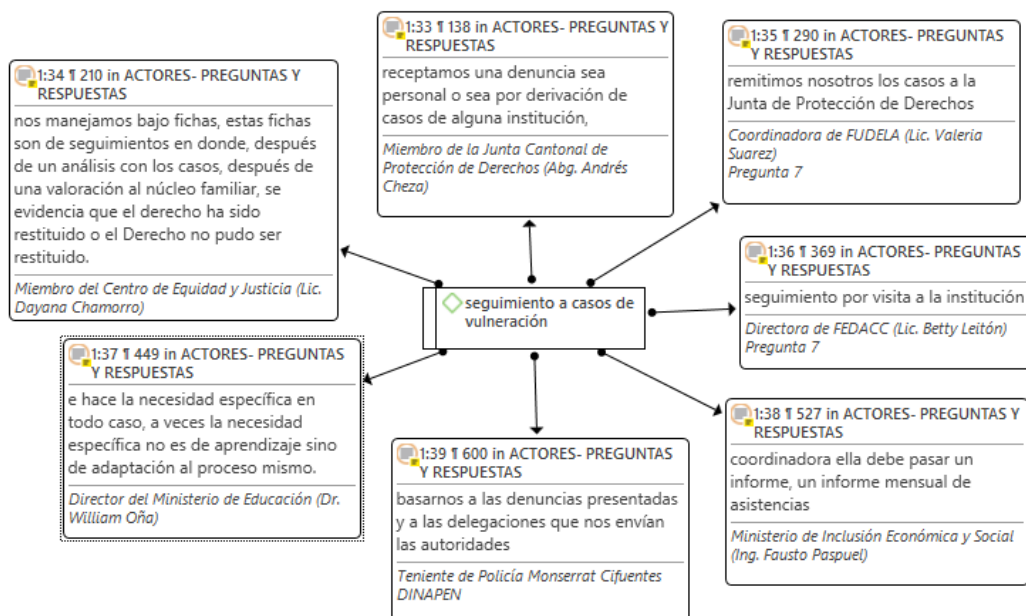 1:33 ¶ 138 in ACTORES- PREGUNTAS Y
RESPUESTAS
receptamos una denuncia sea
personal o sea por derivación de
casos de alguna institución,
Miembro de la Junta Cantonal de
Protección de Derechos (Abg. Andrés
Cheza)
1:35 ¶ 290 in ACTORES- PREGUNTAS
Y RESPUESTAS
remitimos nosotros los casos a la
Junta de Protección de Derechos
Coordinadora de FUDELA (Lic. Valeria
Suarez)
Pregunta 7
1:34 ¶ 210 in ACTORES- PREGUNTAS Y
RESPUESTAS
nos manejamos bajo fichas, estas fichas
son de seguimientos en donde, después
de un análisis con los casos, después de
una valoración al núcleo familiar, se
evidencia que el derecho ha sido
restituido o el Derecho no pudo ser
restituido.
Miembro del Centro de Equidad y Justicia (Lic.
Dayana Chamorro)
1:36 ¶ 369 in ACTORES- PREGUNTAS
Y RESPUESTAS
seguimiento por visita a la institución
Directora de FEDACC (Lic. Betty Leitón)
Pregunta 7
seguimiento a casos de
vulneración
1:37 ¶ 449 in ACTORES- PREGUNTAS
Y RESPUESTAS
e hace la necesidad específica en
todo caso, a veces la necesidad
específica no es de aprendizaje sino
de adaptación al proceso mismo.
Director del Ministerio de Educación (Dr.
William Oña)
1:39 ¶ 600 in ACTORES- PREGUNTAS
Y RESPUESTAS
basarnos a las denuncias presentadas
y a las delegaciones que nos envían
las autoridades
Teniente de Policía Monserrat Cifuentes
DINAPEN
1:38 ¶ 527 in ACTORES- PREGUNTAS Y
RESPUESTAS
coordinadora ella debe pasar un
informe, un informe mensual de
asistencias
Ministerio de Inclusión Económica y Social
(Ing. Fausto Paspuel)